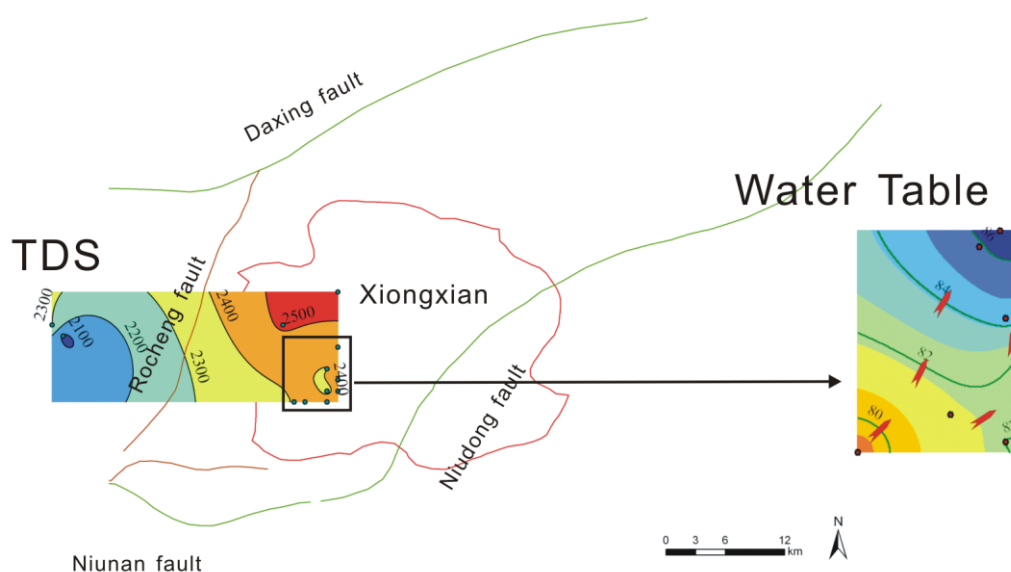 Daxing fault
Water Table
TDS
Xiongxian
Rocheng fault
2300
2100
2200
2300
2400
2500
2400
86
84
82
80
Niudong fault
Niunan fault
N
0 3 6 12
km